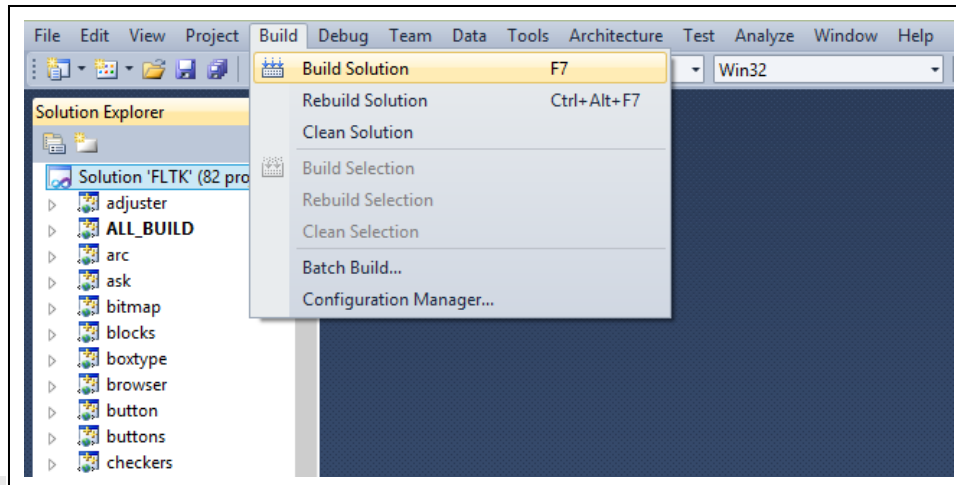 File Edit View Project Build Debug Team Data Tools Architecture Test Analyze Window Help
Build Solution F7
Win32
Rebuild Solution Ctrl+Alt+F7
Solution Explorer
Clean Solution
Solution 'FLTK' (82 pro
Build Selection
adjuster
Rebuild Selection
ALL_BUILD
Clean Selection
arc
Batch Build...
ask
Configuration Manager...
bitmap
blocks
boxtype
browser
button
buttons
checkers